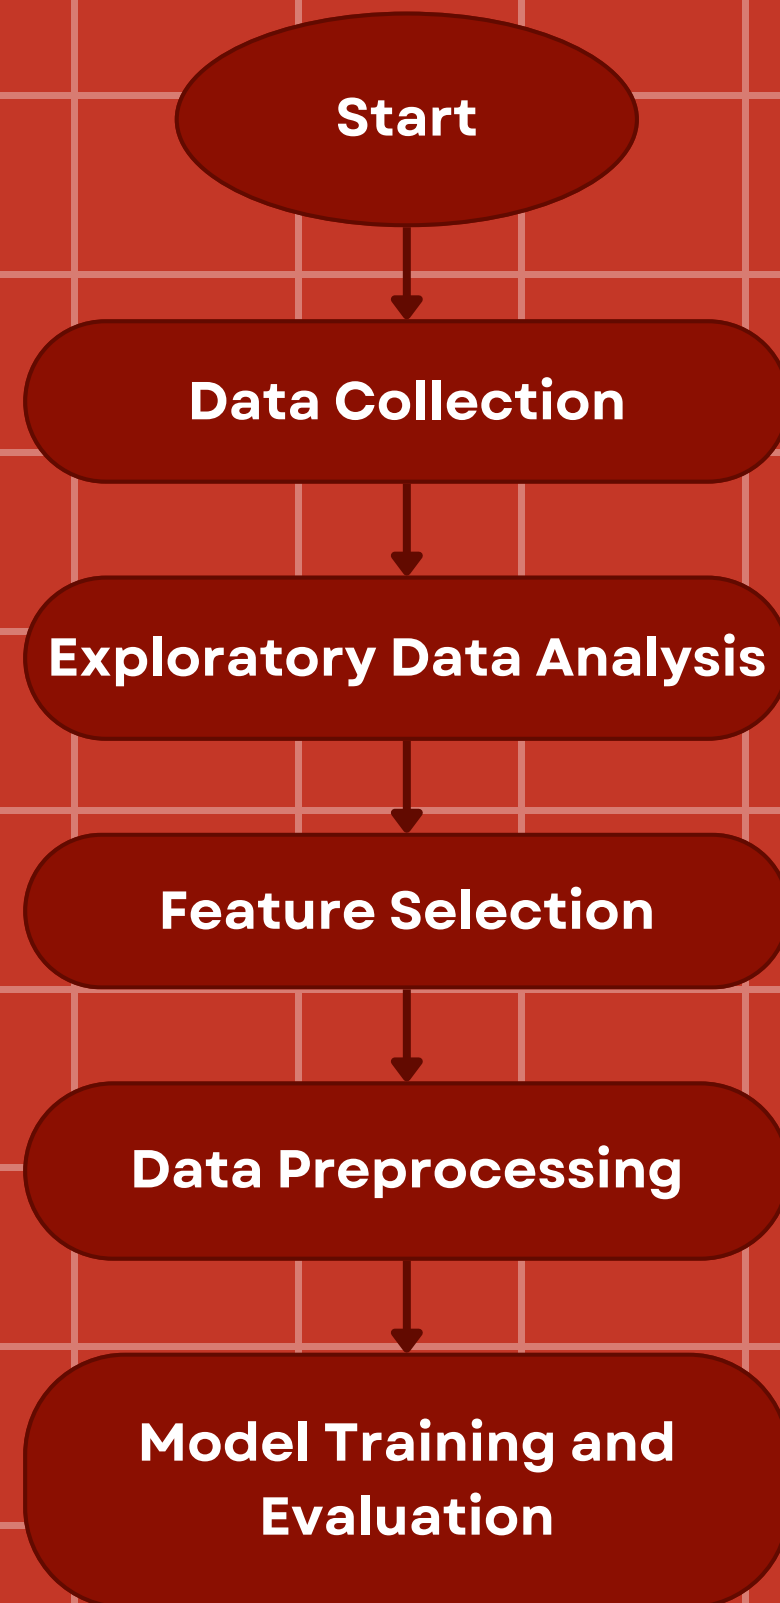 Start
Data Collection
Exploratory Data Analysis
Feature Selection
Data Preprocessing
Model Training and
Evaluation